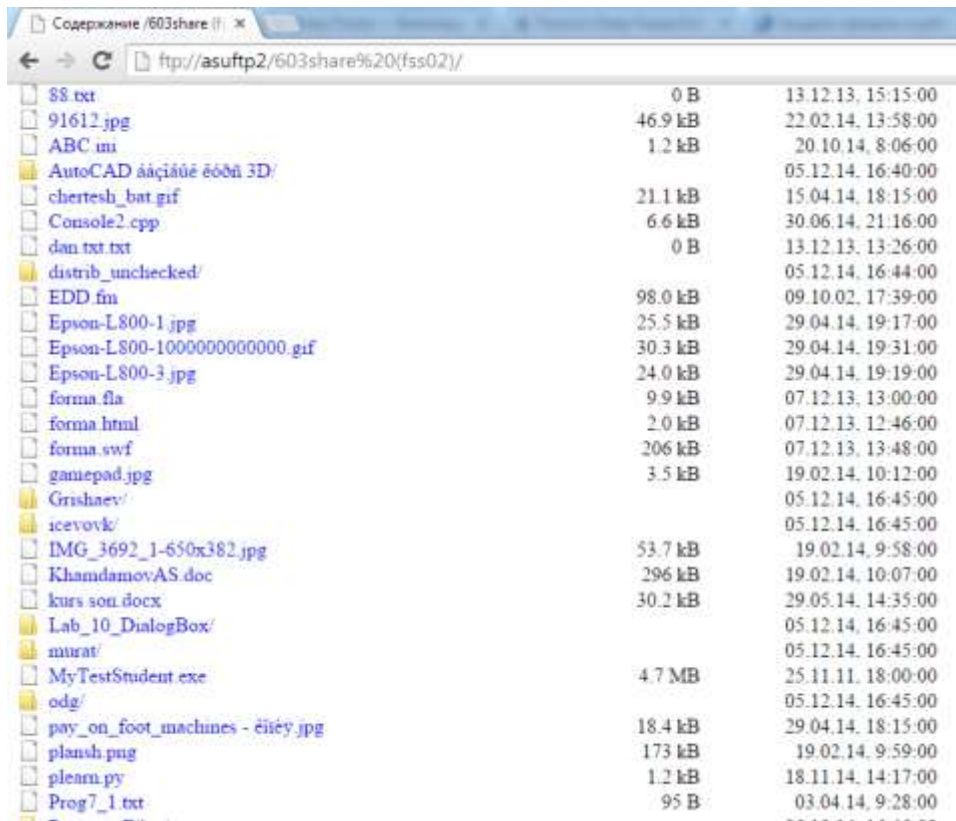 Содержание /603share (f
ftp://asuftp2/603share%20(fss02)/
88.txt 0 B 13.12.13, 15:15:00
91612.jpg 46.9 kB 22.02.14, 13:58:00
ABC.ini 1.2 kB 20.10.14, 8:06:00
AutoCAD áàçîâûé êóðñ 3D/ 05.12.14, 16:40:00
chertesh_bat.gif 21.1 kB 15.04.14, 18:15:00
Console2.cpp 6.6 kB 30.06.14, 21:16:00
dan.txt.txt 0 B 13.12.13, 13:26:00
distrib_unchecked/ 05.12.14, 16:44:00
EDD.fm 98.0 kB 09.10.02, 17:39:00
Epson-L800-1.jpg 25.5 kB 29.04.14, 19:17:00
Epson-L800-1000000000000.gif 30.3 kB 29.04.14, 19:31:00
Epson-L800-3.jpg 24.0 kB 29.04.14, 19:19:00
forma.fla 9.9 kB 07.12.13, 13:00:00
forma.html 2.0 kB 07.12.13, 12:46:00
forma.swf 206 kB 07.12.13, 13:48:00
gamepad.jpg 3.5 kB 19.02.14, 10:12:00
Grishaev/ 05.12.14, 16:45:00
icevovk/ 05.12.14, 16:45:00
IMG_3692_1-650x382.jpg 53.7 kB 19.02.14, 9:58:00
KhamdamovAS.doc 296 kB 19.02.14, 10:07:00
kurs son.docx 30.2 kB 29.05.14, 14:35:00
Lab_10_DialogBox/ 05.12.14, 16:45:00
murat/ 05.12.14, 16:45:00
MyTestStudent.exe 4.7 MB 25.11.11, 18:00:00
odg/ 05.12.14, 16:45:00
pay_on_foot_machines - êîïèÿ.jpg 18.4 kB 29.04.14, 18:15:00
plansh.png 173 kB 19.02.14, 9:59:00
plearn.py 1.2 kB 18.11.14, 14:17:00
Prog7_1.txt 95 B 03.04.14, 9:28:00